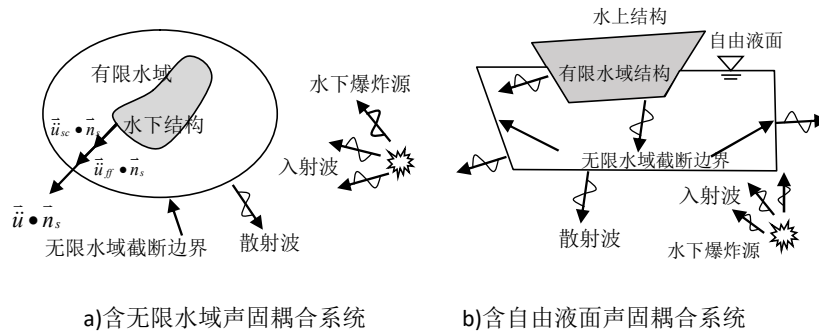 有限水域
水下结构
ü⃗sc • n⃗s
ü⃗ff • n⃗s
ü⃗ • n⃗s
无限水域截断边界
水下爆炸源
入射波
散射波
a)含无限水域声固耦合系统
水上结构
自由液面
有限水域结构
无限水域截断边界
入射波
散射波
水下爆炸源
b)含自由液面声固耦合系统